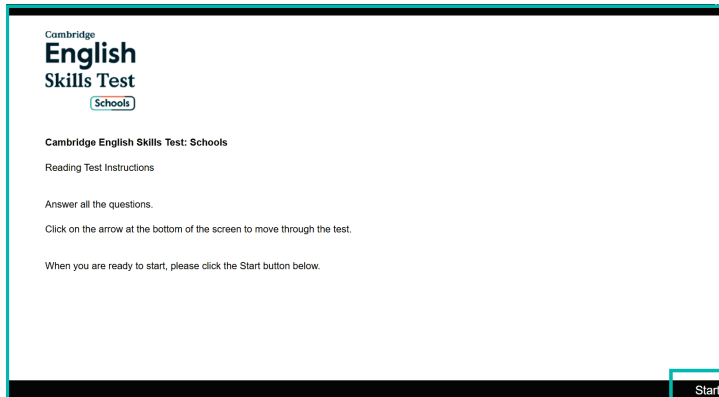 Cambridge
English
Skills Test
Schools
Cambridge English Skills Test: Schools
Reading Test Instructions
Answer all the questions.
Click on the arrow at the bottom of the screen to move through the test.
When you are ready to start, please click the Start button below.
Start